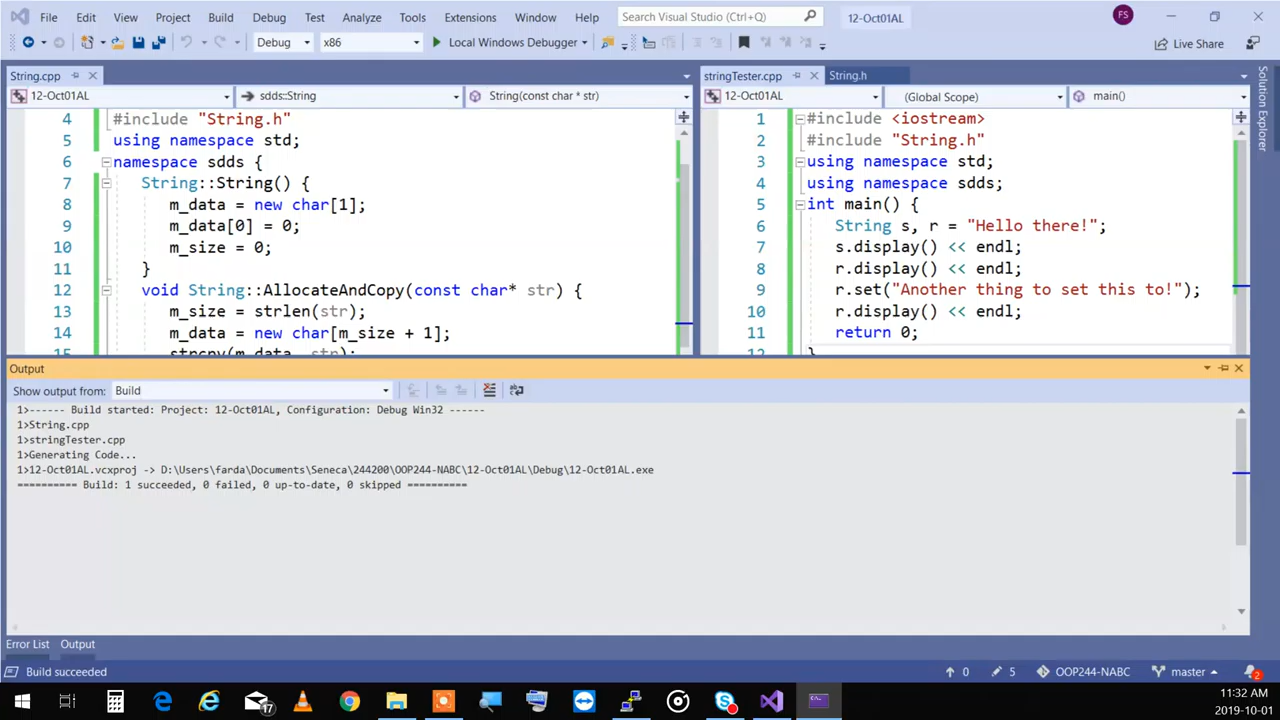 File Edit View Project Build Debug Test Analyze Tools Extensions Window Help Search Visual Studio (Ctrl+Q) 12-Oct01AL FS
Debug x86 Local Windows Debugger Live Share
String.cpp
12-Oct01AL sdds::String String(const char * str)
4 #include "String.h"
5 using namespace std;
6 namespace sdds {
7 String::String() {
8 m_data = new char[1];
9 m_data[0] = 0;
10 m_size = 0;
11 }
12 void String::AllocateAndCopy(const char* str) {
13 m_size = strlen(str);
14 m_data = new char[m_size + 1];
15 strcpy(m_data, str);
stringTester.cpp String.h
12-Oct01AL (Global Scope) main()
1 #include <iostream>
2 #include "String.h"
3 using namespace std;
4 using namespace sdds;
5 int main() {
6 String s, r = "Hello there!";
7 s.display() << endl;
8 r.display() << endl;
9 r.set("Another thing to set this to!");
10 r.display() << endl;
11 return 0;
12 }
Solution Explorer
Output
Show output from: Build
1>------ Build started: Project: 12-Oct01AL, Configuration: Debug Win32 ------
1>String.cpp
1>stringTester.cpp
1>Generating Code...
1>12-Oct01AL.vcxproj -> D:\Users\farda\Documents\Seneca\244200\OOP244-NABC\12-Oct01AL\Debug\12-Oct01AL.exe
========== Build: 1 succeeded, 0 failed, 0 up-to-date, 0 skipped ==========
Error List Output
Build succeeded 0 5 OOP244-NABC master 2
17
11:32 AM
2019-10-01